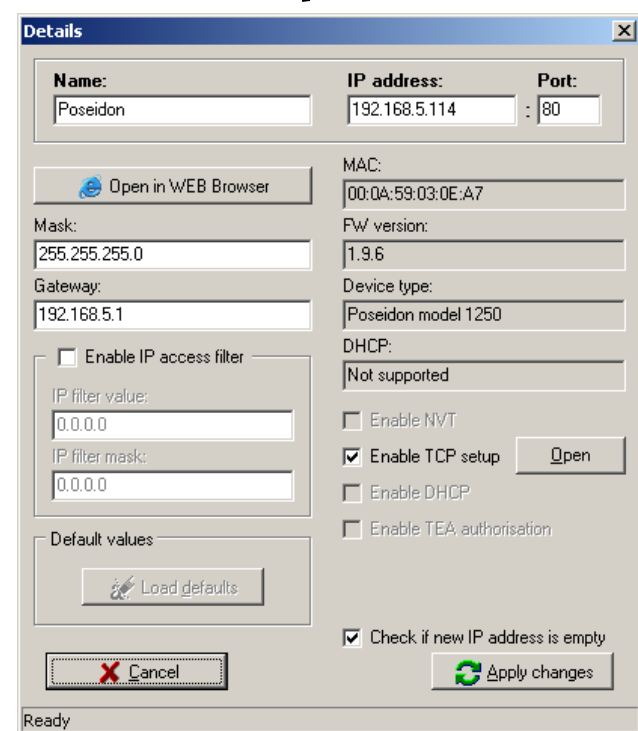 Details
Name:
Poseidon
IP address:
192.168.5.114
Port:
: 80
Open in WEB Browser
Mask:
255.255.255.0
Gateway:
192.168.5.1
Enable IP access filter
IP filter value:
0.0.0.0
IP filter mask:
0.0.0.0
Default values
Load defaults
Cancel
MAC:
00:0A:59:03:0E:A7
FW version:
1.9.6
Device type:
Poseidon model 1250
DHCP:
Not supported
Enable NVT
Enable TCP setup
Open
Enable DHCP
Enable TEA authorisation
Check if new IP address is empty
Apply changes
Ready